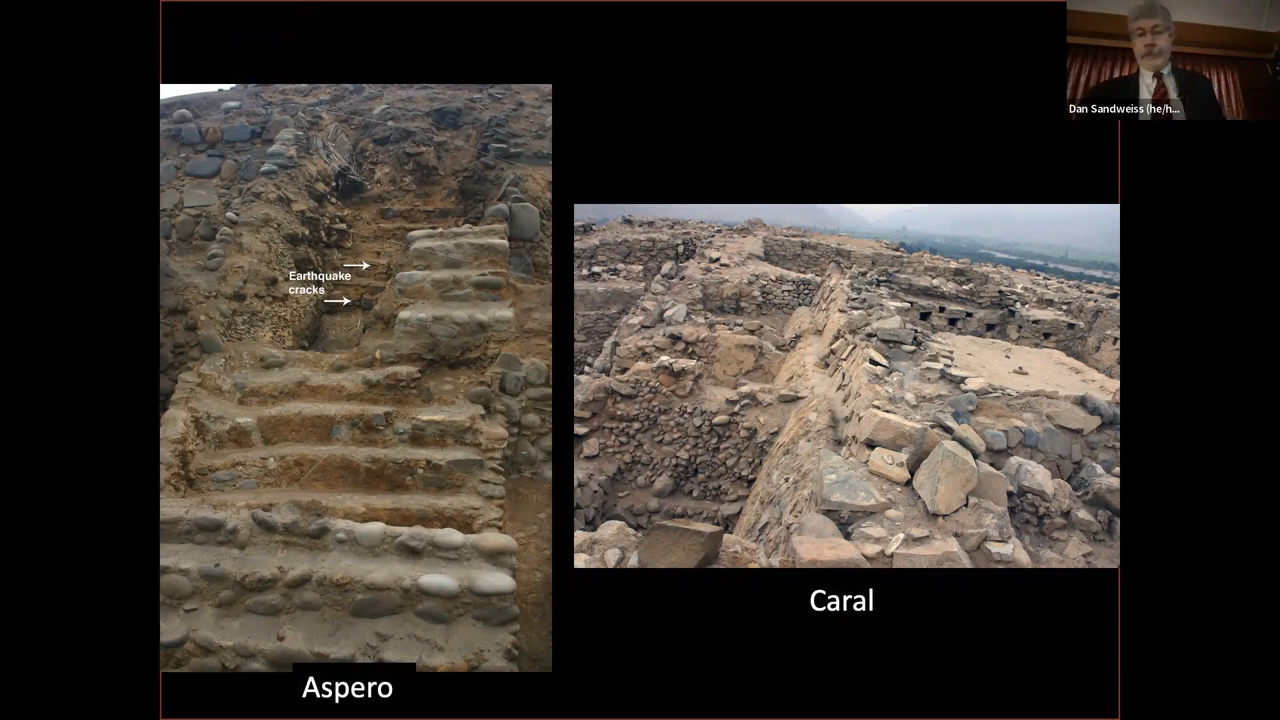 Dan Sandweiss (he/h...
Earthquake
cracks
Caral
Aspero